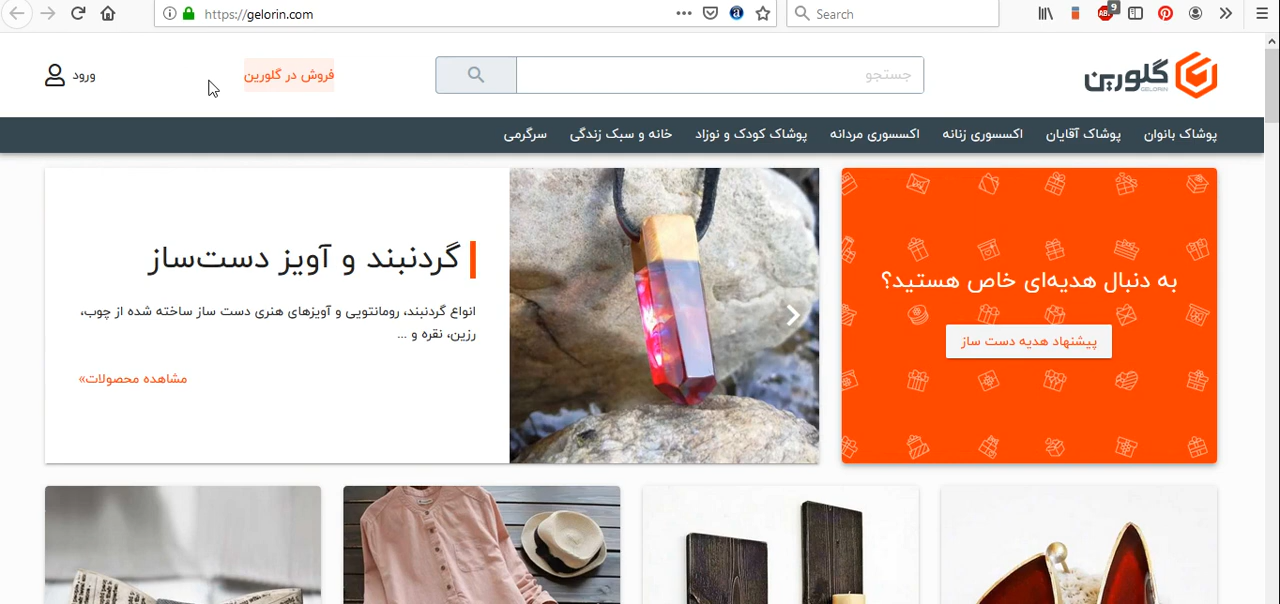 https://gelorin.com
Search
9
ABP
گلورین
GELORIN
جستجو
فروش در گلورین
ورود
پوشاک بانوان
پوشاک آقایان
اکسسوری زنانه
اکسسوری مردانه
پوشاک کودک و نوزاد
خانه و سبک زندگی
سرگرمی
به دنبال هدیه‌ای خاص هستید؟
پیشنهاد هدیه دست ساز
گردنبند و آویز دست‌ساز
انواع گردنبند، رومانتویی و آویزهای هنری دست ساز ساخته شده از چوب،
رزین، نقره و ...
مشاهده محصولات»